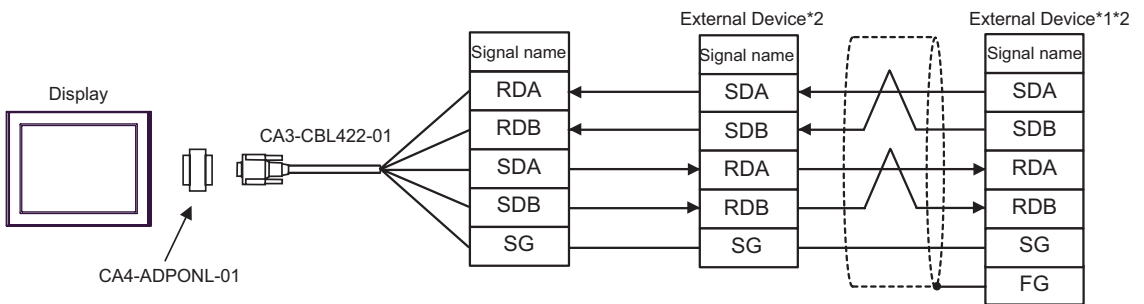 External Device*2
External Device*1*2
Signal name
Signal name
Signal name
Display
CA3-CBL422-01
CA4-ADPONL-01
RDA
SDA
SDA
RDB
SDB
SDB
SDA
RDA
RDA
SDB
RDB
RDB
SG
SG
SG
FG